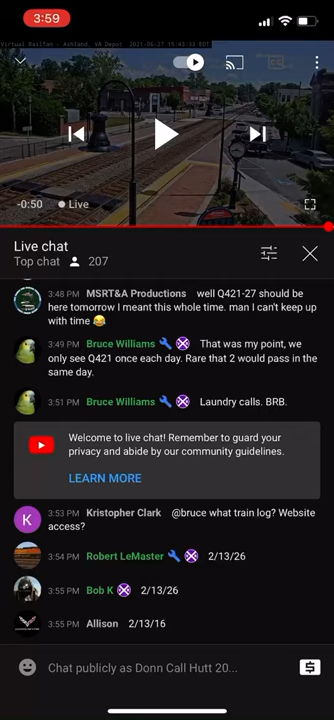 3:59
Virtual Railfan - Ashland, VA Depot 2021-06-27 15:43:33 EDT
-0:50 Live
Live chat
Top chat 207
3:48 PM MSRT&A Productions well Q421-27 should be
here tomorrow I meant this whole time. man I can't keep up
with time 😂
3:49 PM Bruce Williams That was my point, we
only see Q421 once each day. Rare that 2 would pass in the
same day.
3:51 PM Bruce Williams Laundry calls. BRB.
Welcome to live chat! Remember to guard your
privacy and abide by our community guidelines.
LEARN MORE
K
3:53 PM Kristopher Clark @bruce what train log? Website
access?
3:54 PM Robert LeMaster 2/13/26
3:55 PM Bob K 2/13/26
3:55 PM Allison 2/13/16
Chat publicly as Donn Call Hutt 20...